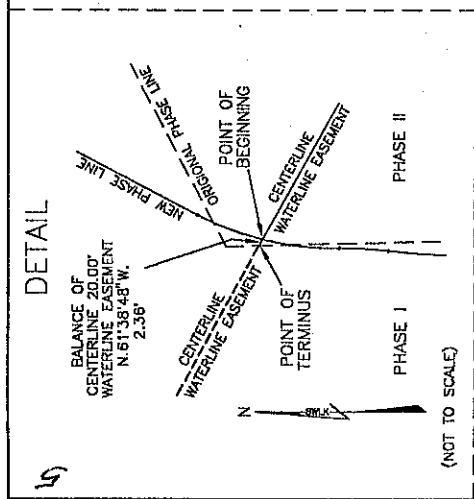 DETAIL
BALANCE OF
CENTERLINE 20.00'
WATERLINE EASEMENT
N.61°38'48"W.
2.36'
NEW PHASE LINE
ORIGIONAL PHASE LINE
POINT OF
BEGINNING
CENTERLINE
WATERLINE EASEMENT
CENTERLINE
WATERLINE EASEMENT
POINT OF
TERMINUS
PHASE I
PHASE II
N
(NOT TO SCALE)